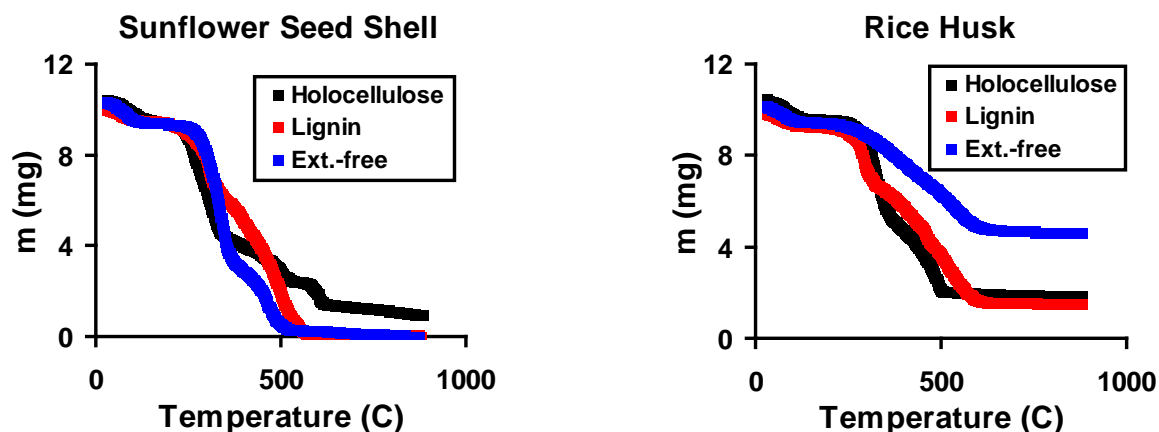 Sunflower Seed Shell
12
8
4
0
m (mg)
Holocellulose
Lignin
Ext.-free
0 500 1000
Temperature (C)
Rice Husk
12
8
4
0
m (mg)
Holocellulose
Lignin
Ext.-free
0 500 1000
Temperature (C)